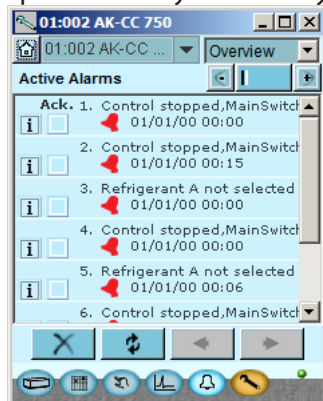 01:002 AK-CC 750
01:002 AK-CC ... Overview
Active Alarms
Ack. 1. Control stopped,MainSwitch
i 01/01/00 00:00
2. Control stopped,MainSwitch
i 01/01/00 00:15
3. Refrigerant A not selected
i 01/01/00 00:00
4. Control stopped,MainSwitch
i 01/01/00 00:00
5. Refrigerant A not selected
i 01/01/00 00:06
6. Control stopped,MainSwitch